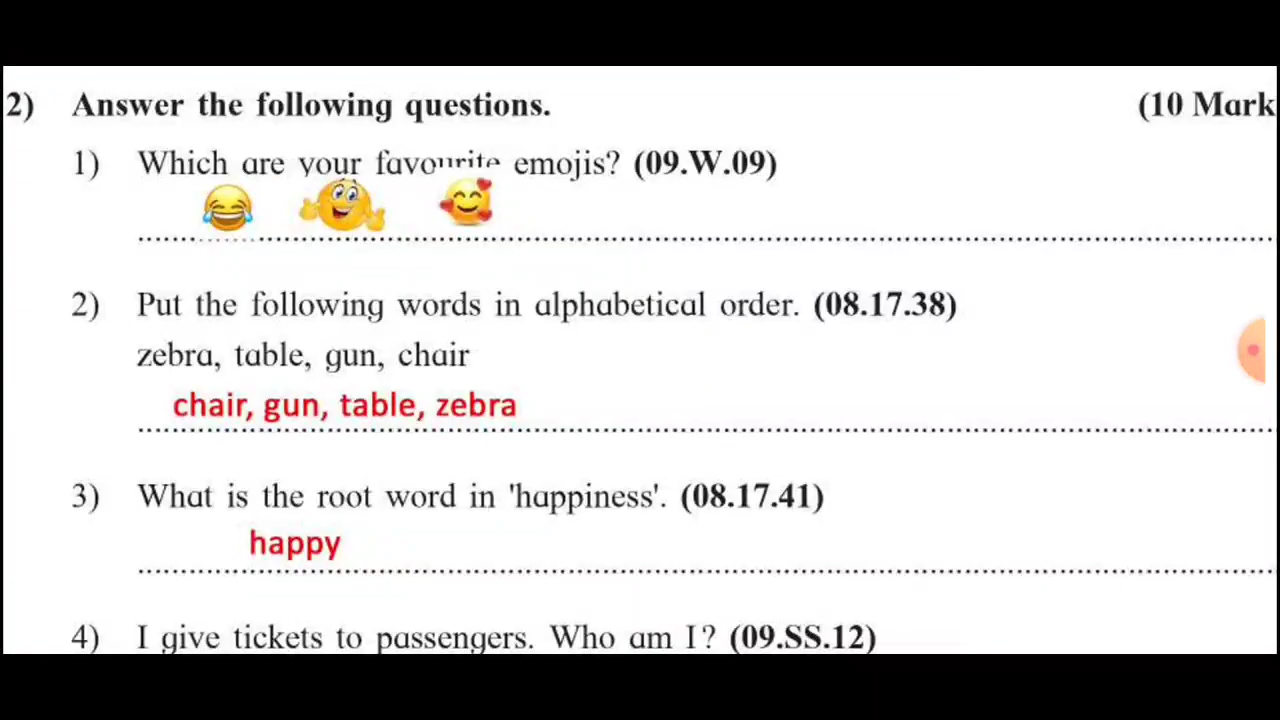 2) Answer the following questions. (10 Mark
1) Which are your favourite emojis? (09.W.09)
2) Put the following words in alphabetical order. (08.17.38)
zebra, table, gun, chair
chair, gun, table, zebra
3) What is the root word in 'happiness'. (08.17.41)
happy
4) I give tickets to passengers. Who am I? (09.SS.12)